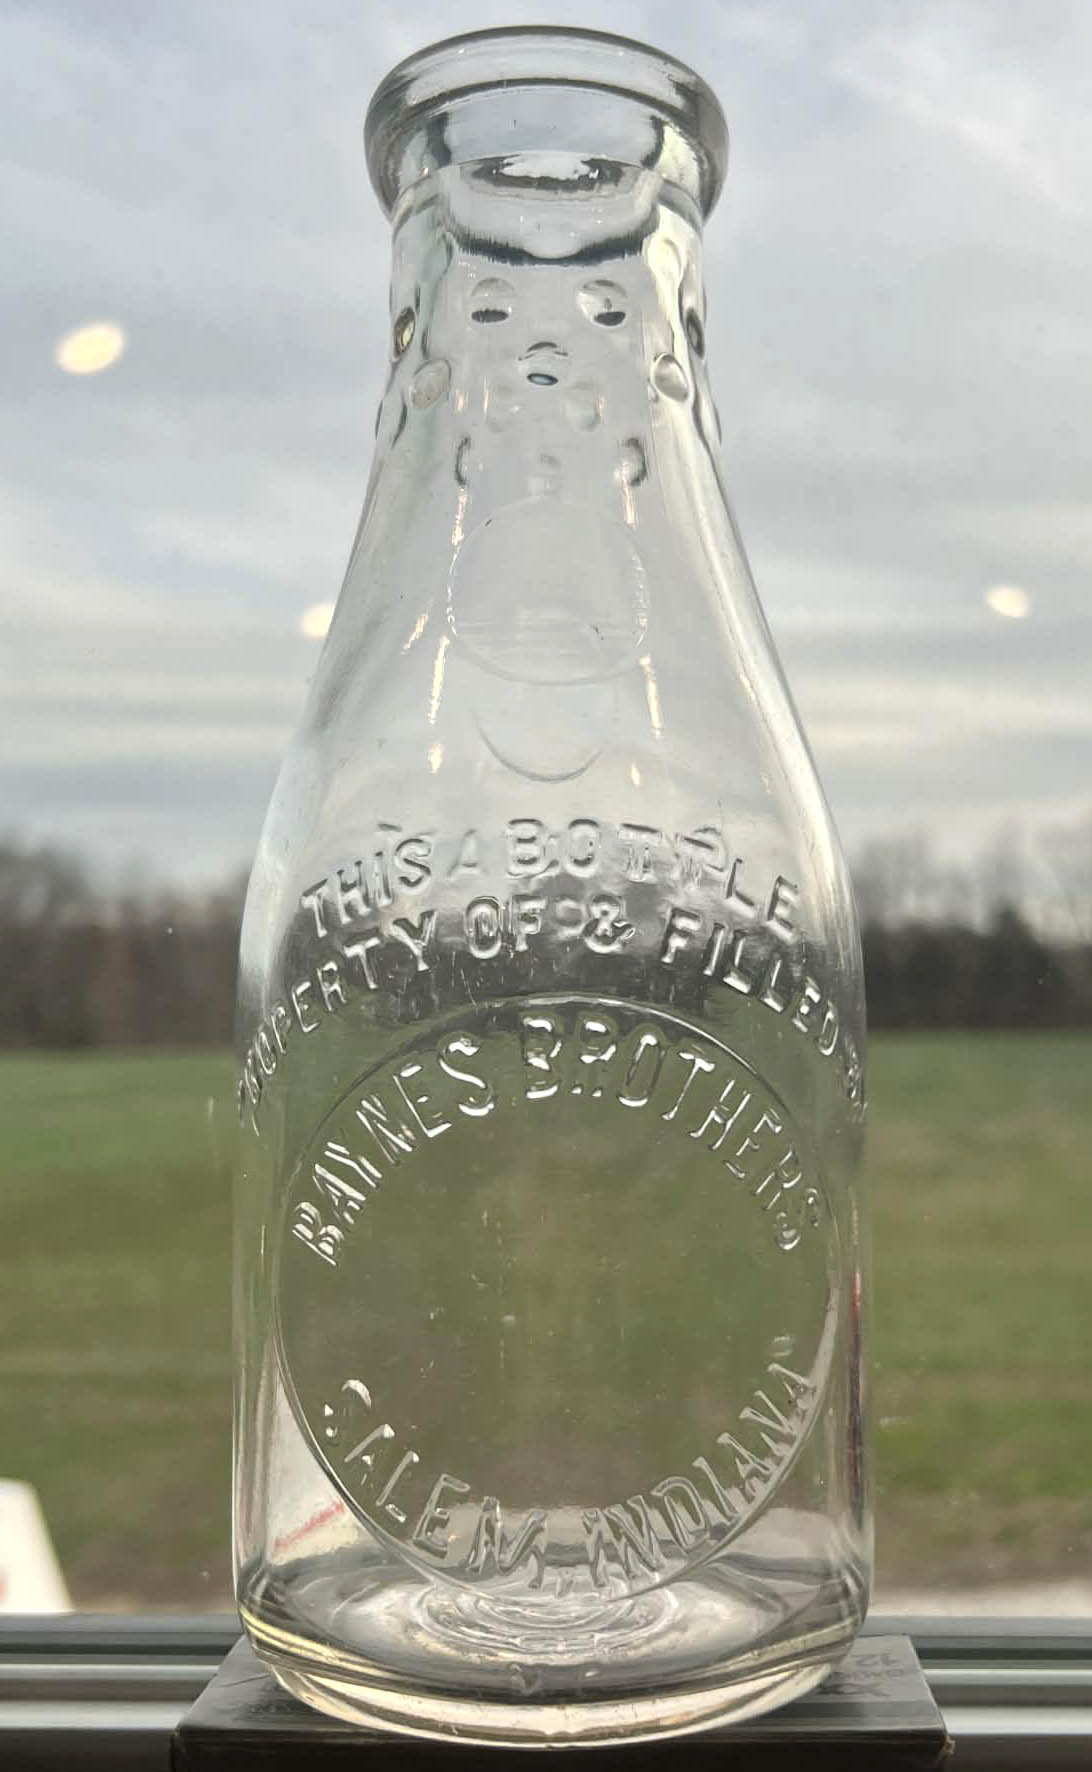 THIS BOTTLE
PROPERTY OF & FILLED BY
BAYNES BROTHERS
SALEM, INDIANA